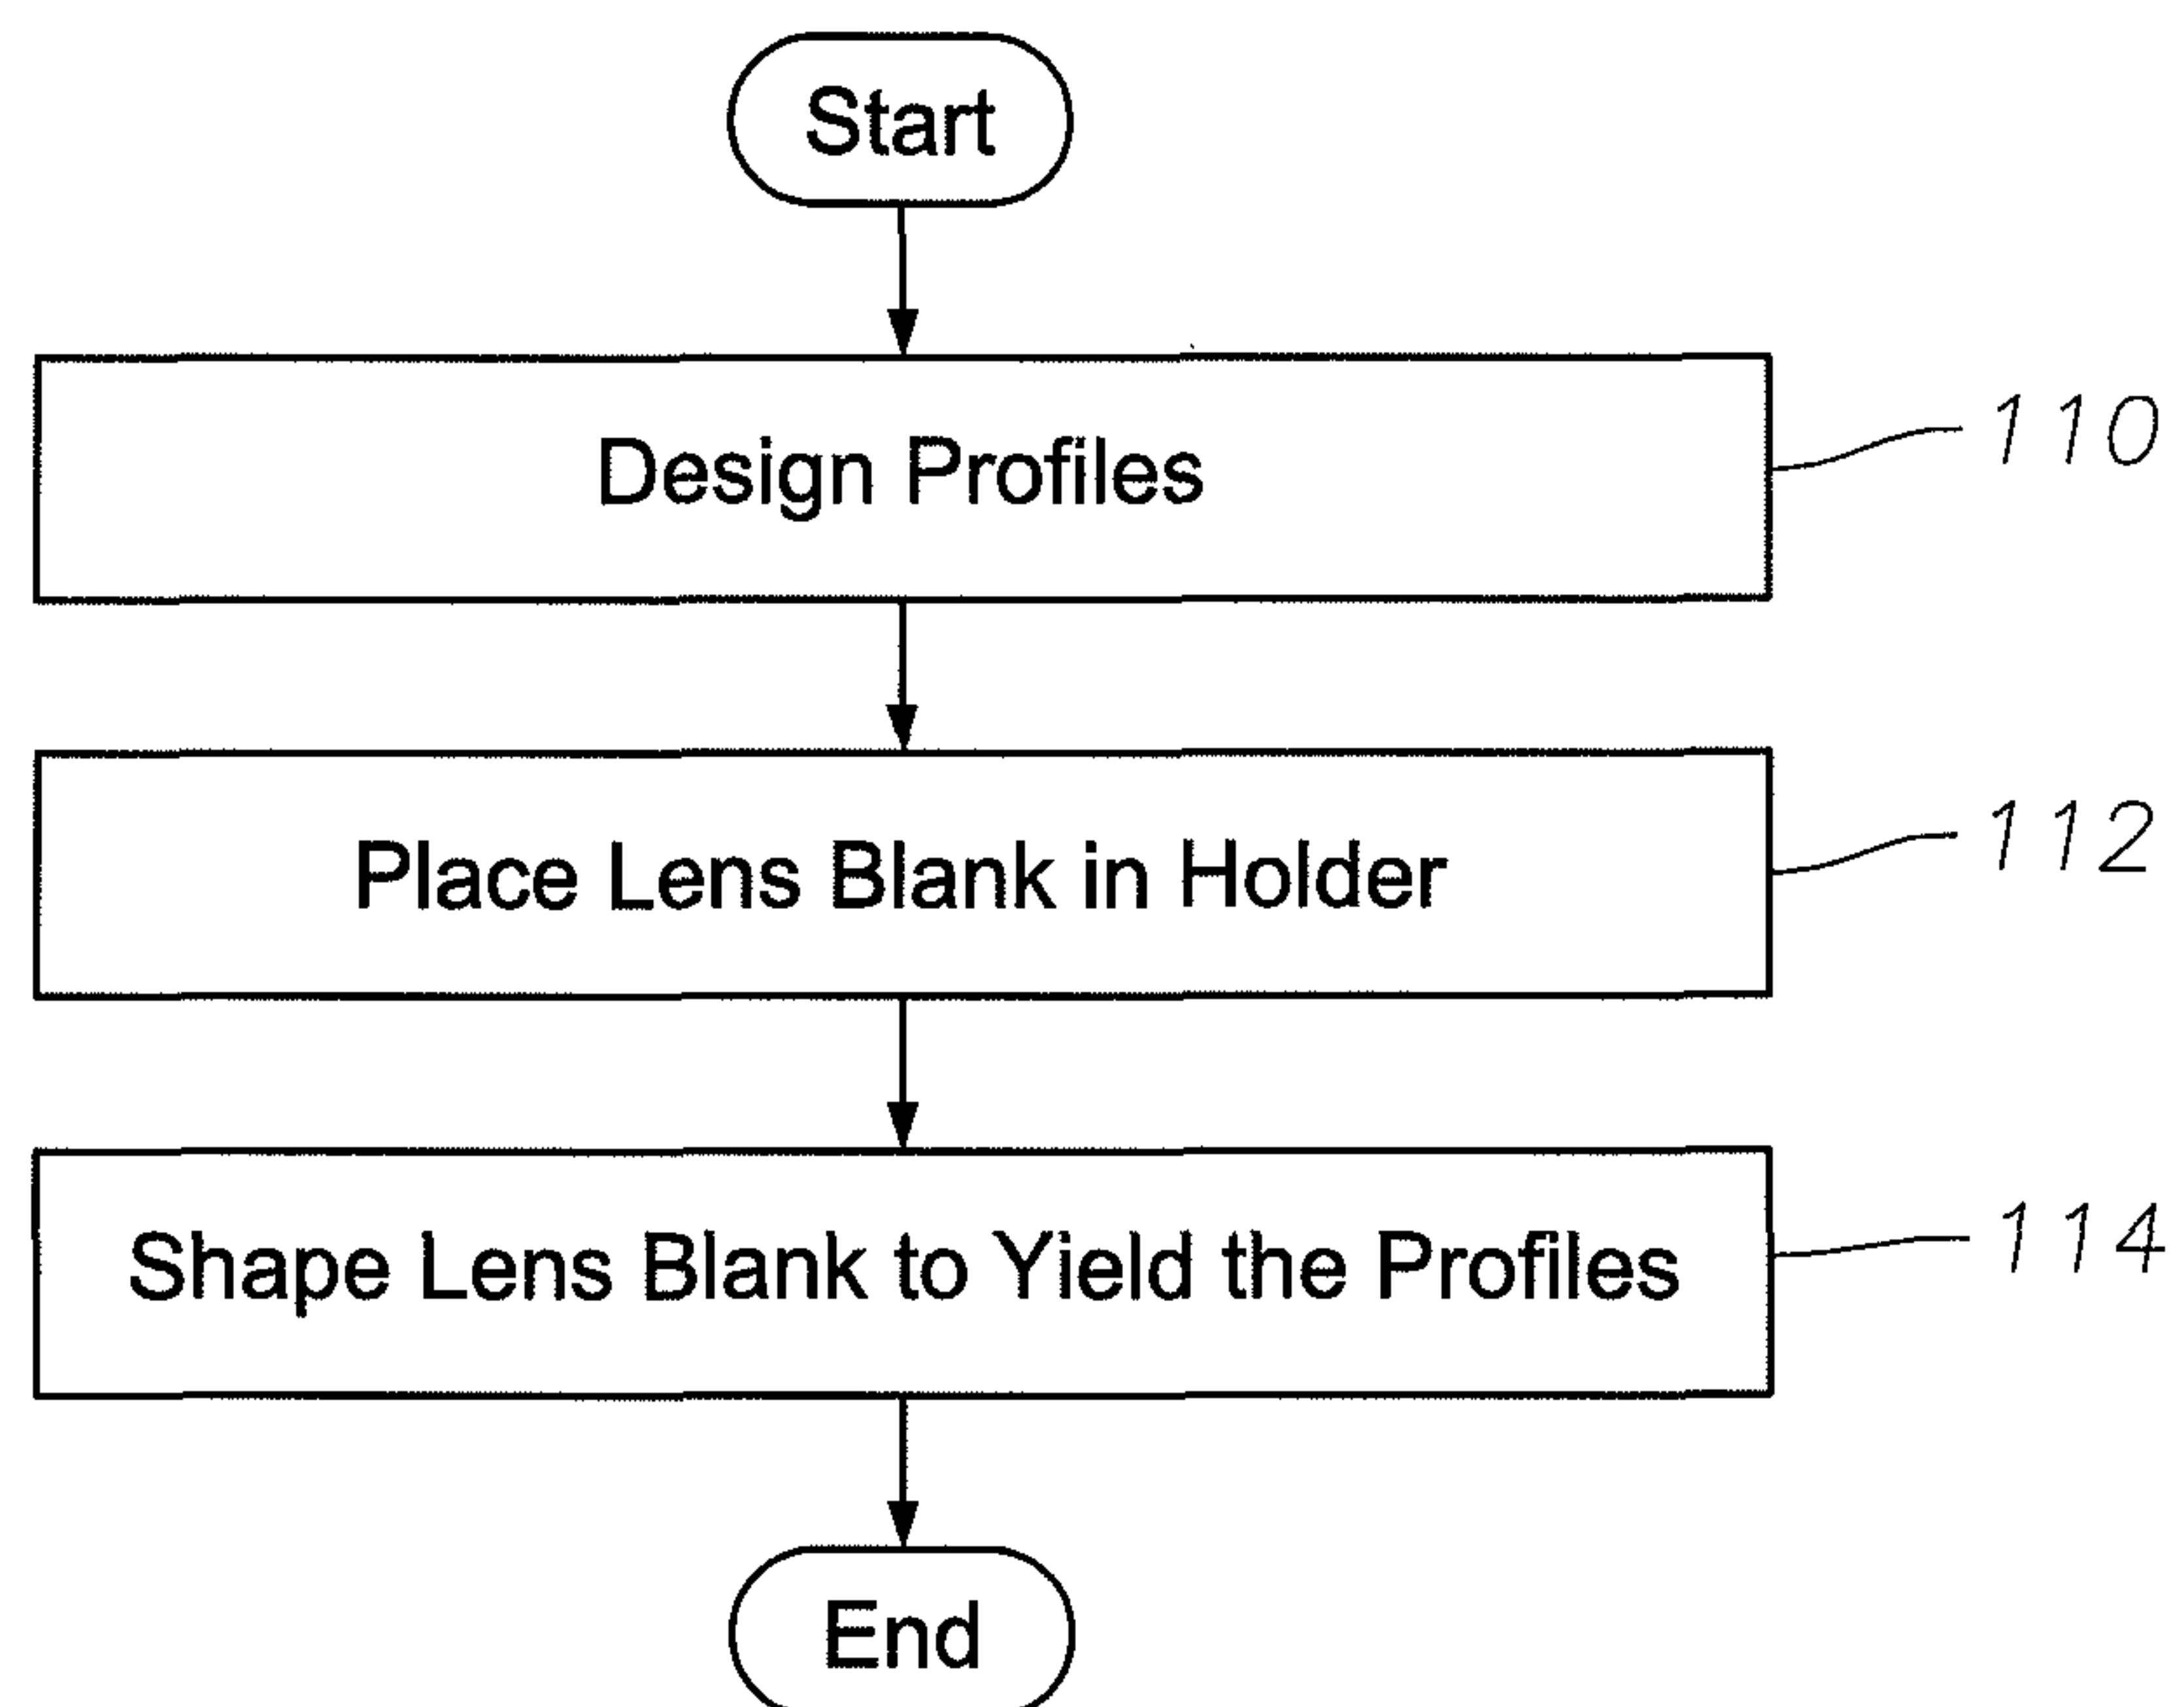 Start
Design Profiles
110
Place Lens Blank in Holder
112
Shape Lens Blank to Yield the Profiles
114
End